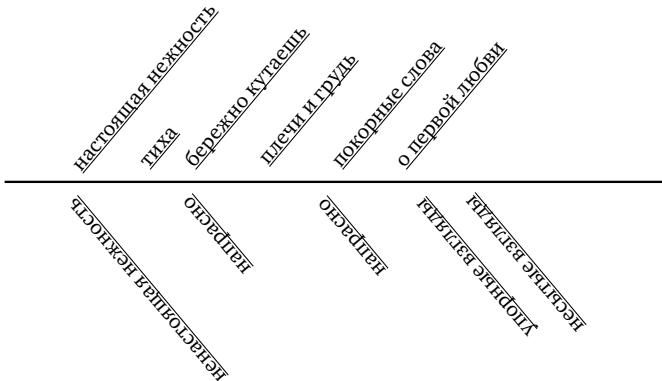 настоящая нежность
тиха
бережно кутаешь
плечи и грудь
покорные слова
о первой любви
ненастоящая нежность
напрасно
напрасно
упорные взгляды
несытые взгляды